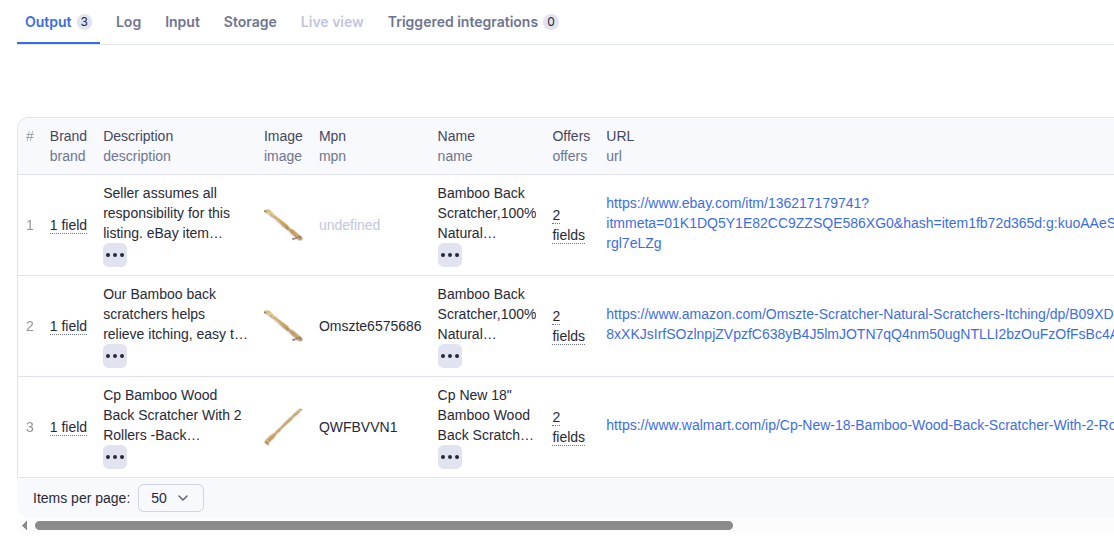 Output 3 Log Input Storage Live view Triggered integrations 0
# Brand Description Image Mpn Name Offers URL
brand description image mpn name offers url
1 1 field
Seller assumes all
responsibility for this
listing. eBay item…
undefined
Bamboo Back
Scratcher,100%
Natural…
2
fields
https://www.ebay.com/itm/136217179741?
itmmeta=01K1DQ5Y1E82CC9ZZSQE586XG0&hash=item1fb72d365d:g:kuoAAeS
rgl7eLZg
2 1 field
Our Bamboo back
scratchers helps
relieve itching, easy t…
Omszte6575686
Bamboo Back
Scratcher,100%
Natural…
2
fields
https://www.amazon.com/Omszte-Scratcher-Natural-Scratchers-Itching/dp/B09XD
8xXKJsIrfSOzlnpjZVpzfC638yB4J5lmJOTN7qQ4nm50ugNTLLI2bzOuFzOfFsBc4A
3 1 field
Cp Bamboo Wood
Back Scratcher With 2
Rollers -Back…
QWFBVVN1
Cp New 18"
Bamboo Wood
Back Scratch…
2
fields
https://www.walmart.com/ip/Cp-New-18-Bamboo-Wood-Back-Scratcher-With-2-Ro
Items per page: 50